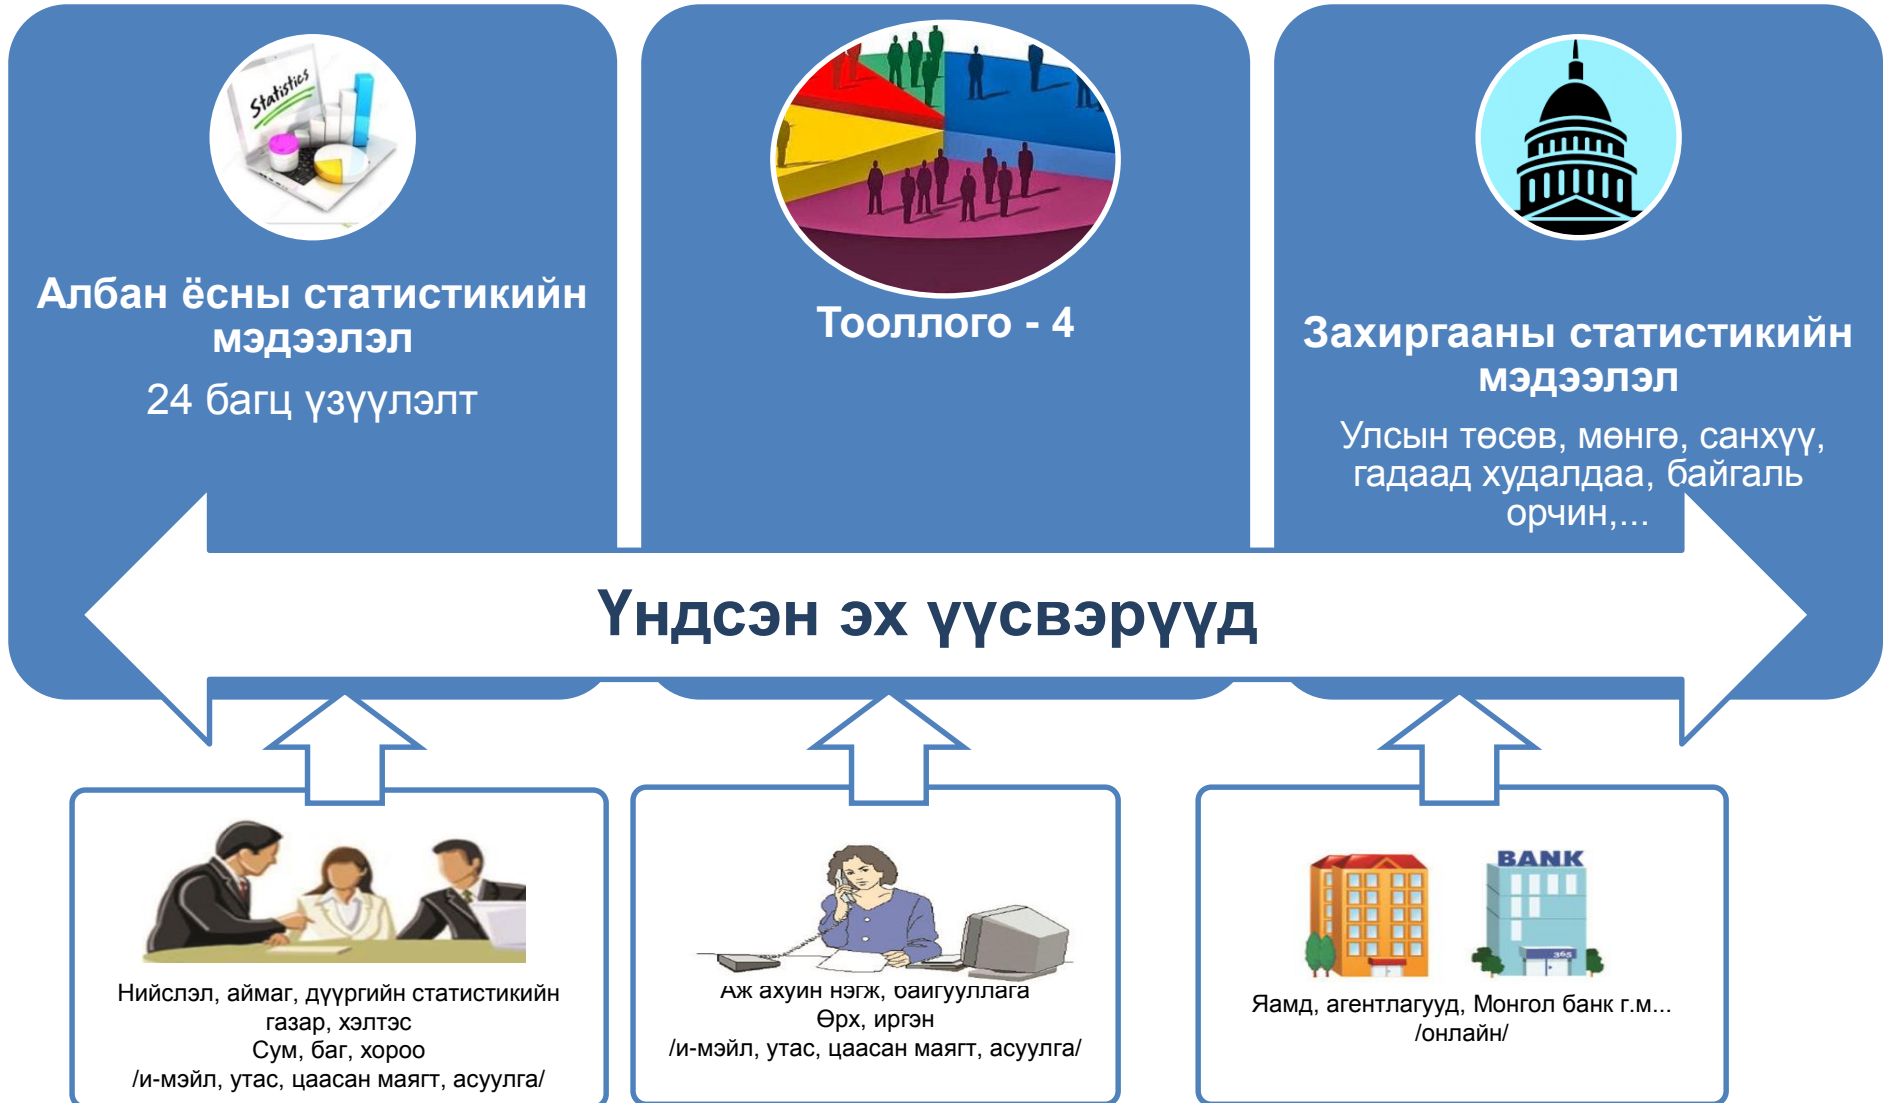 Statistics
Албан ёсны статистикийн
мэдээлэл
24 багц үзүүлэлт
Тооллого - 4
Захиргааны статистикийн
мэдээлэл
Улсын төсөв, мөнгө, санхүү,
гадаад худалдаа, байгаль
орчин,...
Үндсэн эх үүсвэрүүд
Нийслэл, аймаг, дүүргийн статистикийн
газар, хэлтэс
Сум, баг, хороо
/и-мэйл, утас, цаасан маягт, асуулга/
Аж ахуйн нэгж, байгууллага
Өрх, иргэн
/и-мэйл, утас, цаасан маягт, асуулга/
BANK
365
Яамд, агентлагууд, Монгол банк г.м...
/онлайн/